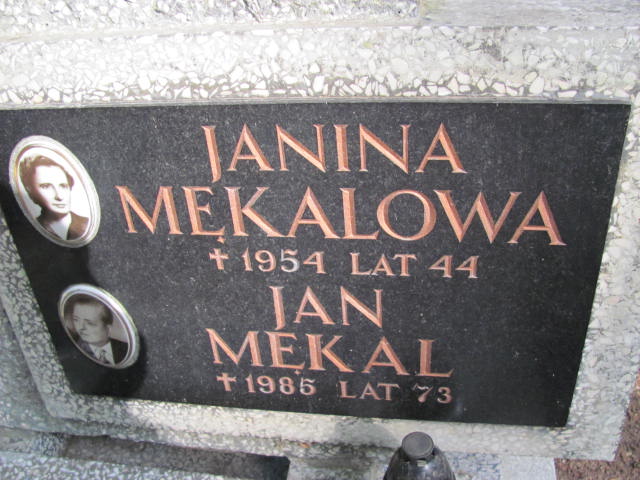 JANINA
MĘKALOWA
✝ 1954 LAT 44
JAN
MĘKAL
✝ 1985 LAT 73